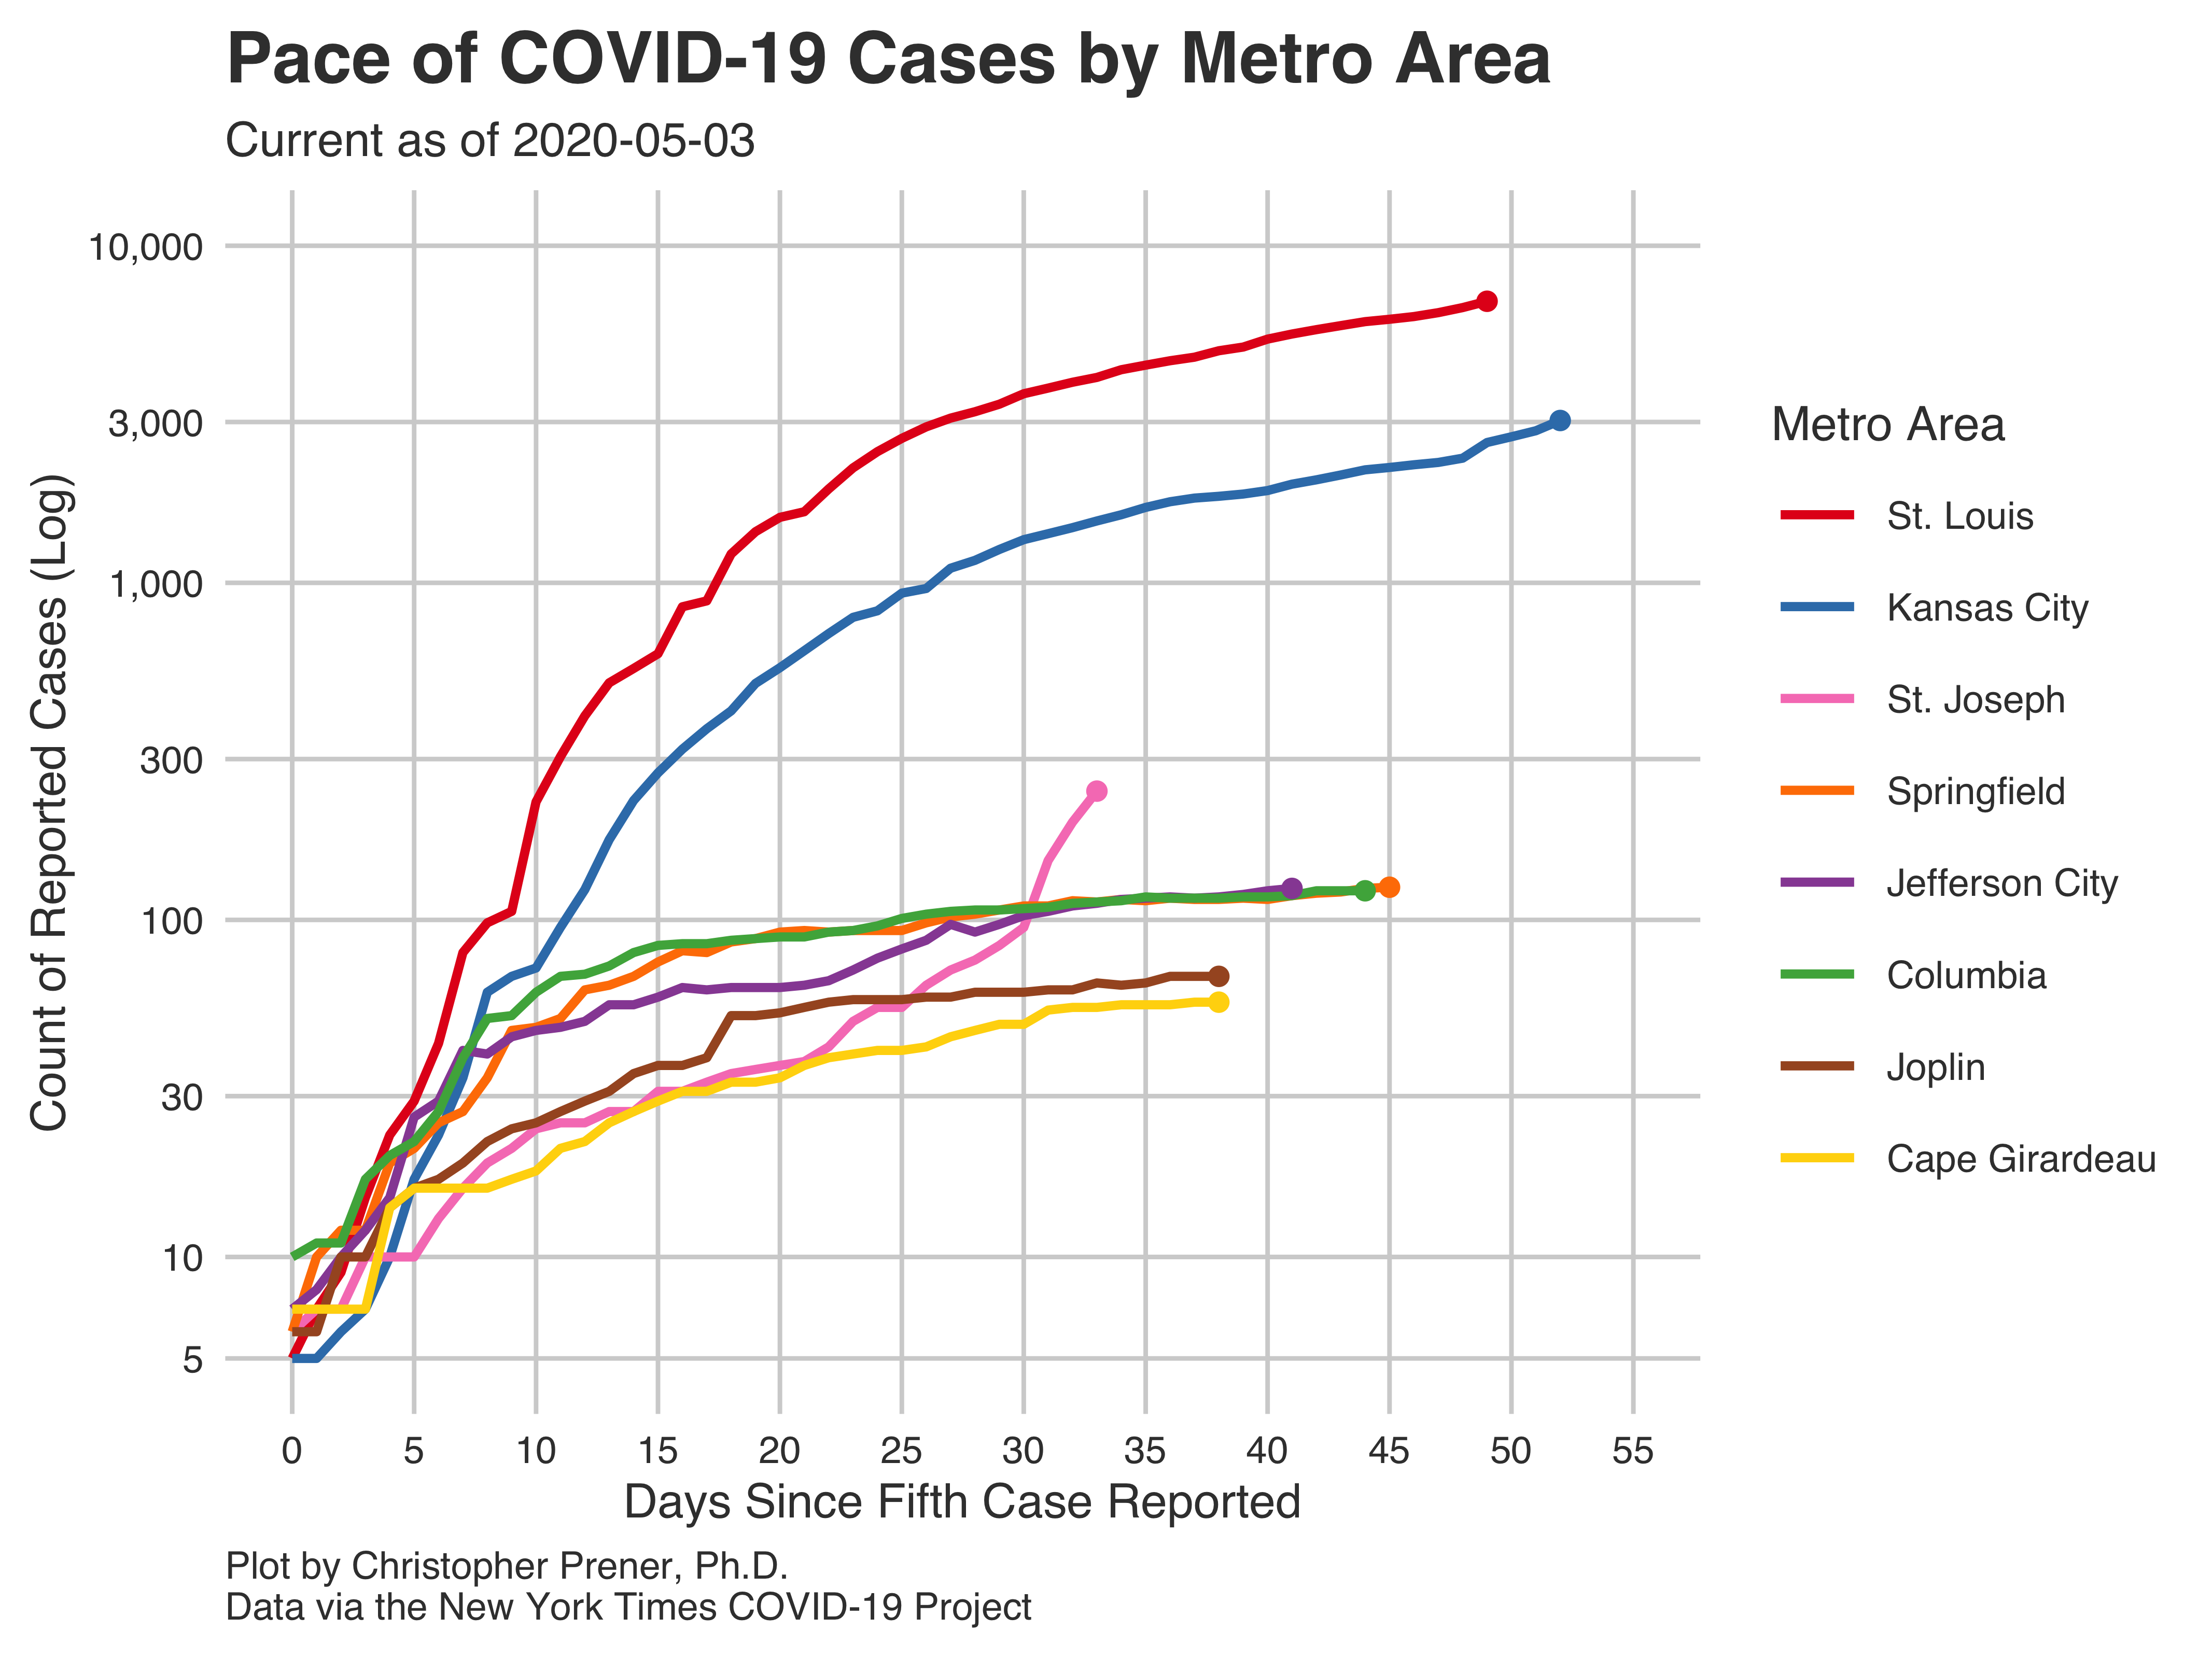 Pace of COVID-19 Cases by Metro Area
Current as of 2020-05-03
Count of Reported Cases (Log)
10,000
3,000
1,000
300
100
30
10
5
0 5 10 15 20 25 30 35 40 45 50 55
Days Since Fifth Case Reported
Metro Area
St. Louis
Kansas City
St. Joseph
Springfield
Jefferson City
Columbia
Joplin
Cape Girardeau
Plot by Christopher Prener, Ph.D.
Data via the New York Times COVID-19 Project